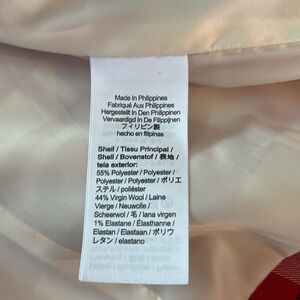 Made In Philippines
Fabriqué Aux Philippines
Hergestellt In Den Philippinen
Vervaardigd In De Filippijnen
フィリピン製
hecho en filipinas
Shell / Tissu Principal /
Shell / Bovenstof / 表地 /
tela exterior:
55% Polyester / Polyester /
Polyester / Polyester / ポリエ
ステル / poliéster
44% Virgin Wool / Laine
Vierge / Neuwolle /
Scheerwol / 毛 / lana virgen
1% Elastane / Élasthanne /
Elastan / Elastaan / ポリウ
レタン / elastano